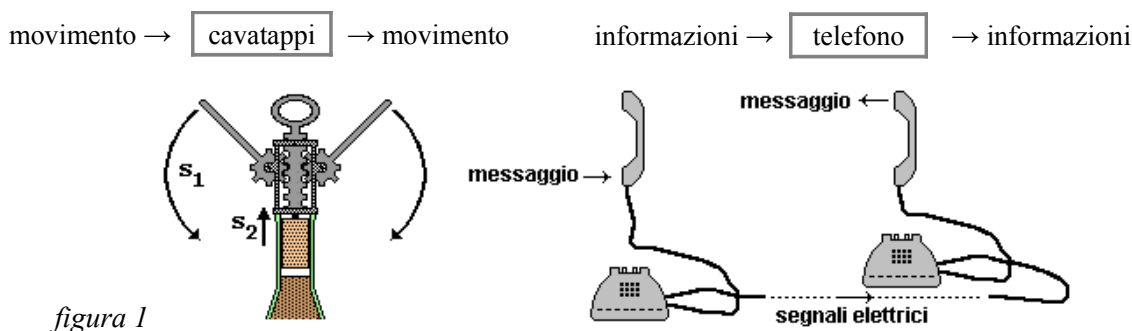 movimento → cavatappi → movimento
informazioni → telefono → informazioni
messaggio ←
s1
messaggio →
s2
segnali elettrici
figura 1